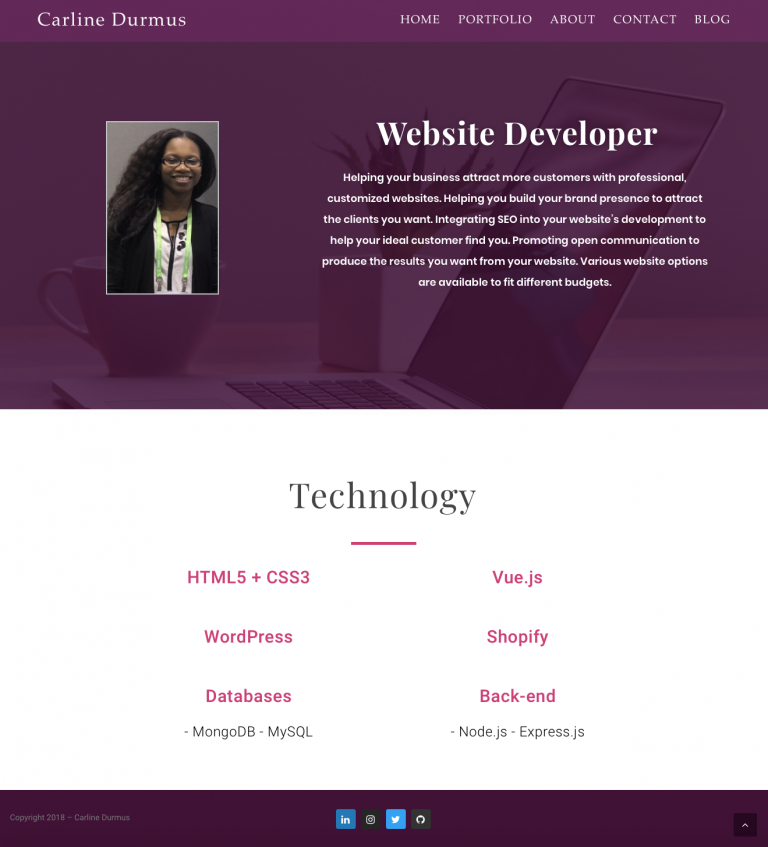 Carline Durmus
HOME PORTFOLIO ABOUT CONTACT BLOG
Website Developer
Helping your business attract more customers with professional,
customized websites. Helping you build your brand presence to attract
the clients you want. Integrating SEO into your website's development to
help your ideal customer find you. Promoting open communication to
produce the results you want from your website. Various website options
are available to fit different budgets.
Technology
HTML5 + CSS3
Vue.js
WordPress
Shopify
Databases
- MongoDB - MySQL
Back-end
- Node.js - Express.js
Copyright 2018 – Carline Durmus
in